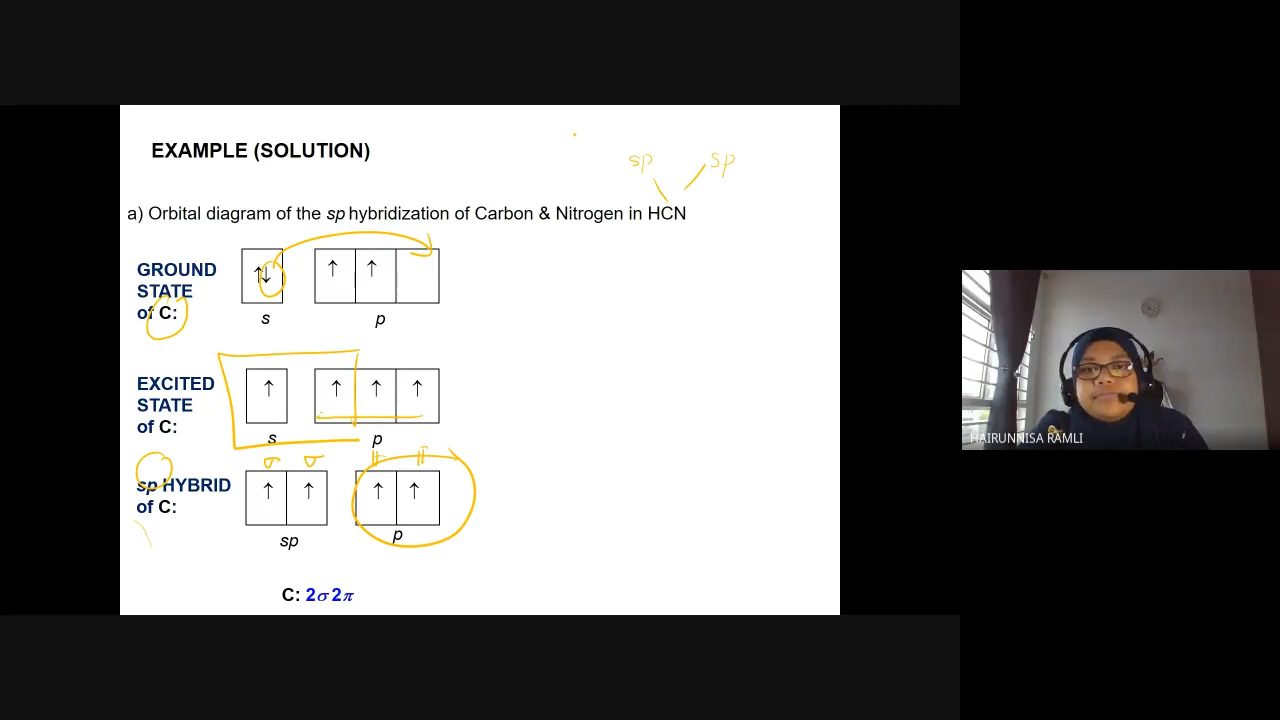 EXAMPLE (SOLUTION)
sp sp
a) Orbital diagram of the sp hybridization of Carbon & Nitrogen in HCN
GROUND
STATE
of C:
↑↓ ↑ ↑
s p
EXCITED
STATE
of C:
↑ ↑ ↑ ↑
s p
σ σ π π
sp HYBRID
of C:
↑ ↑ ↑ ↑
sp p
C: 2σ 2π
HAIRUNNISA RAMLI